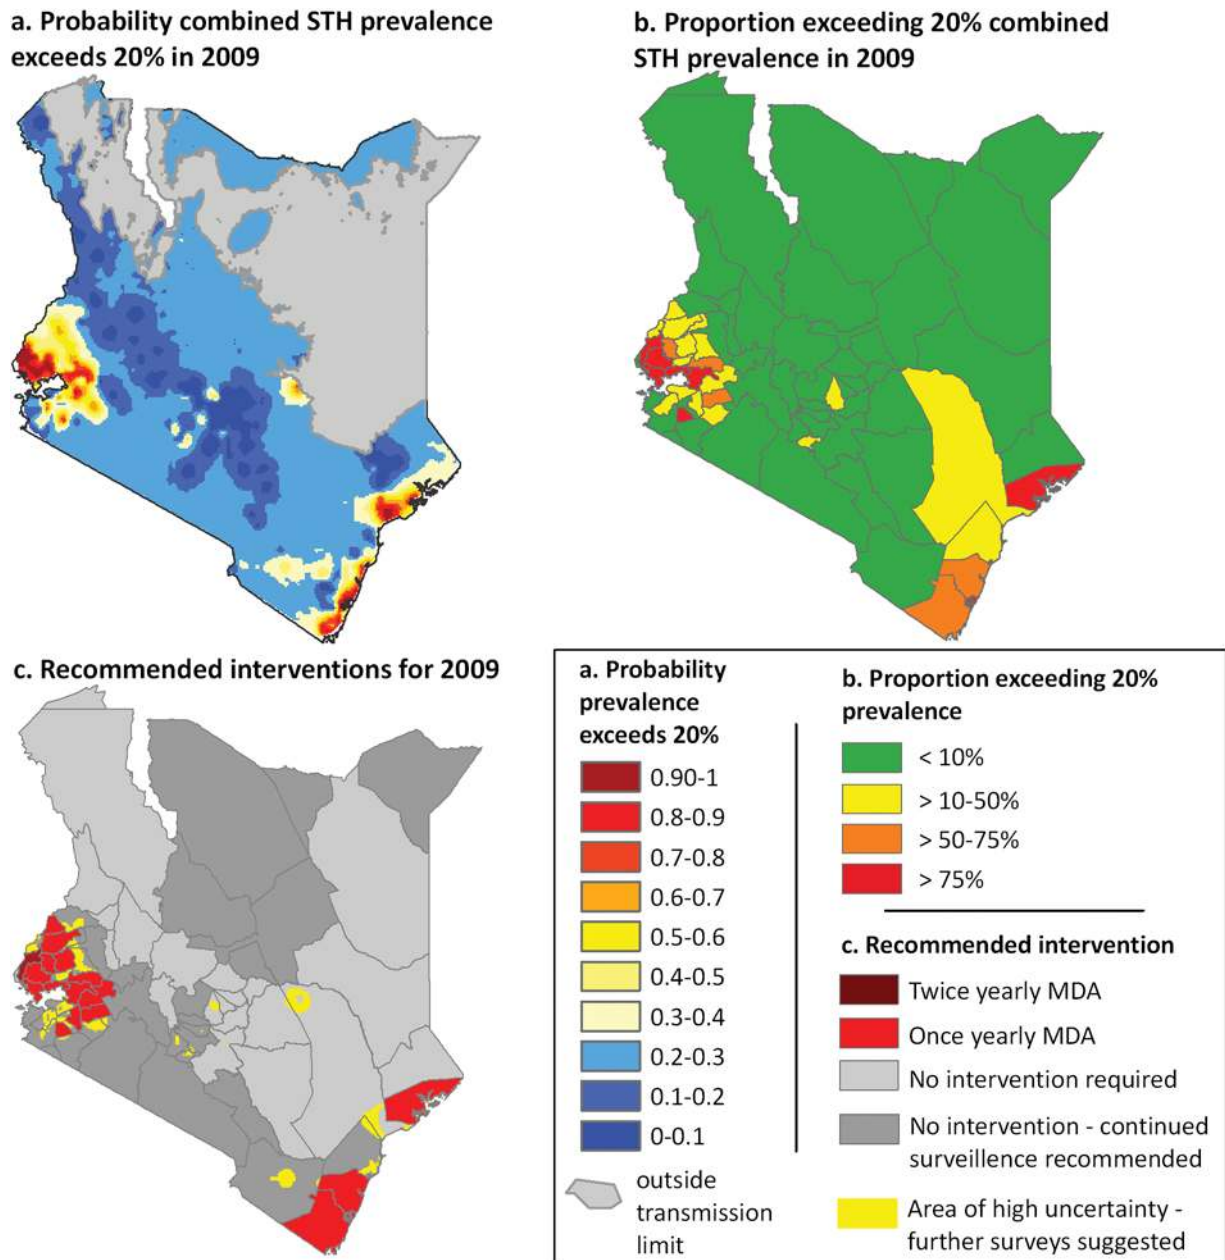 a. Probability combined STH prevalence
exceeds 20% in 2009
b. Proportion exceeding 20% combined
STH prevalence in 2009
c. Recommended interventions for 2009
a. Probability
prevalence
exceeds 20%
0.90-1
0.8-0.9
0.7-0.8
0.6-0.7
0.5-0.6
0.4-0.5
0.3-0.4
0.2-0.3
0.1-0.2
0-0.1
outside
transmission
limit
b. Proportion exceeding 20%
prevalence
< 10%
> 10-50%
> 50-75%
> 75%
c. Recommended intervention
Twice yearly MDA
Once yearly MDA
No intervention required
No intervention - continued
surveillence recommended
Area of high uncertainty -
further surveys suggested